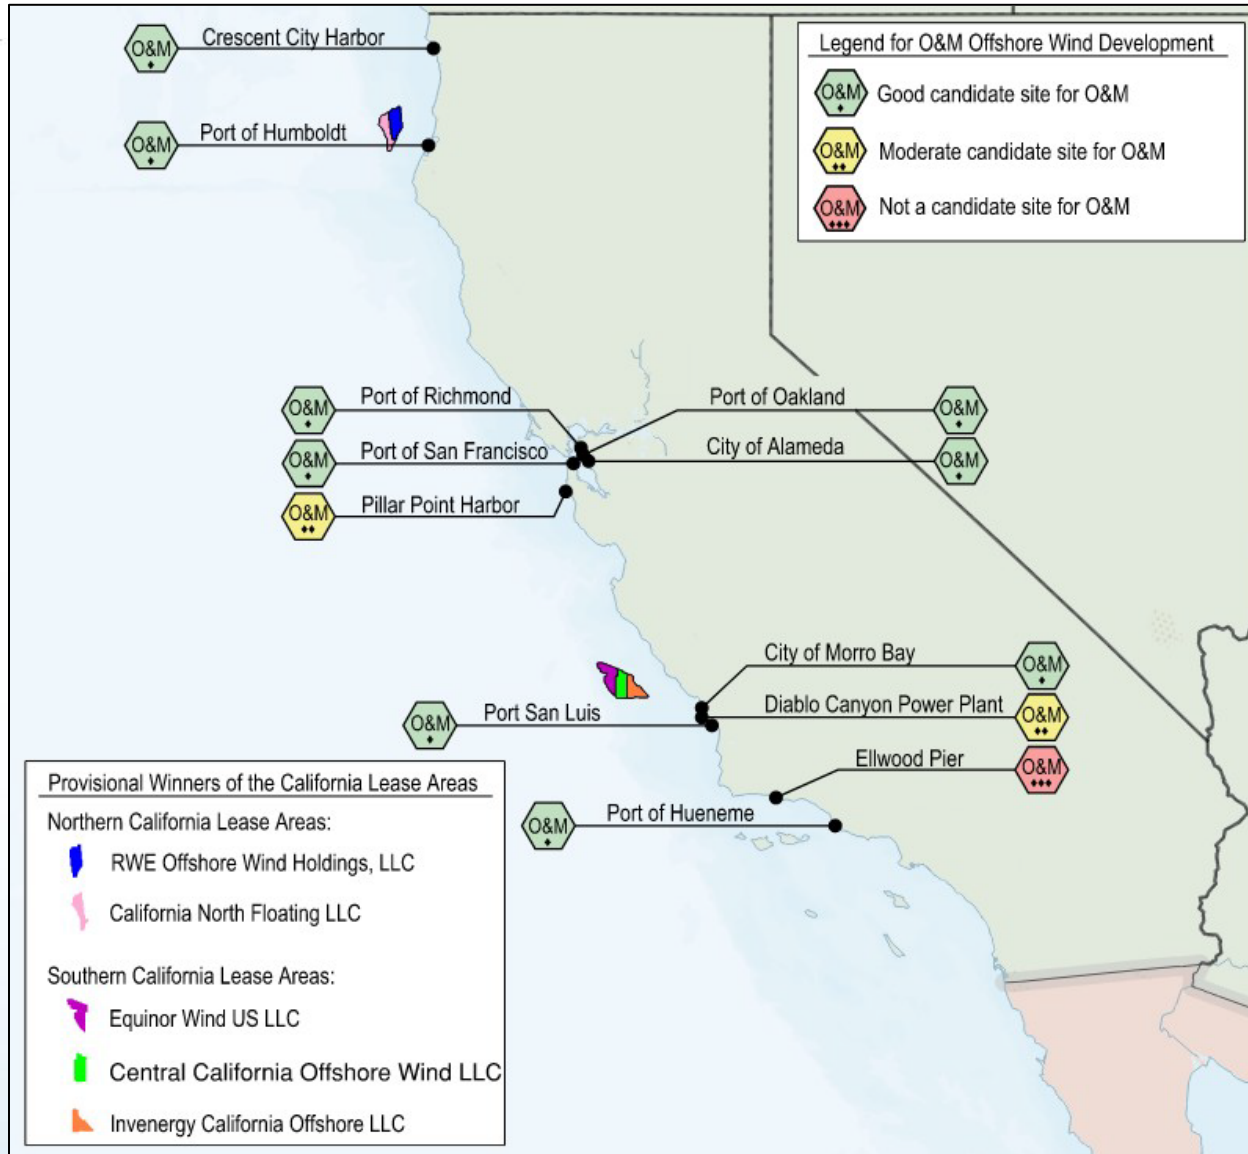 Crescent City Harbor
O&M
Port of Humboldt
O&M
Legend for O&M Offshore Wind Development
O&M
Good candidate site for O&M
O&M
Moderate candidate site for O&M
O&M
Not a candidate site for O&M
Port of Richmond
O&M
Port of Oakland
O&M
Port of San Francisco
O&M
City of Alameda
O&M
Pillar Point Harbor
O&M
City of Morro Bay
O&M
Diablo Canyon Power Plant
O&M
Port San Luis
O&M
Ellwood Pier
O&M
Port of Hueneme
O&M
Provisional Winners of the California Lease Areas
Northern California Lease Areas:
RWE Offshore Wind Holdings, LLC
California North Floating LLC
Southern California Lease Areas:
Equinor Wind US LLC
Central California Offshore Wind LLC
Invenergy California Offshore LLC